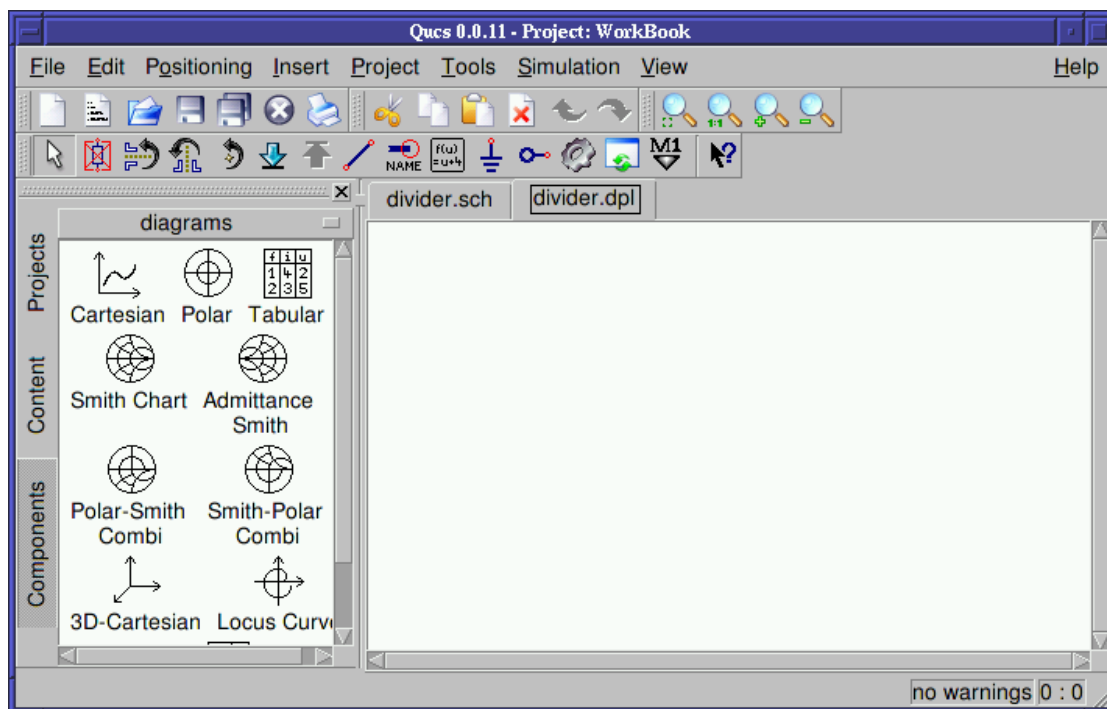 Qucs 0.0.11 - Project: WorkBook
File Edit Positioning Insert Project Tools Simulation View Help
1:1
NAME
f(u)
=u+4
M1
divider.sch divider.dpl
Projects
Content
Components
diagrams
f i u
1 4 2
2 3 5
Cartesian Polar Tabular
Smith Chart Admittance
Smith
Polar-Smith Smith-Polar
Combi Combi
3D-Cartesian Locus Curv
no warnings 0 : 0